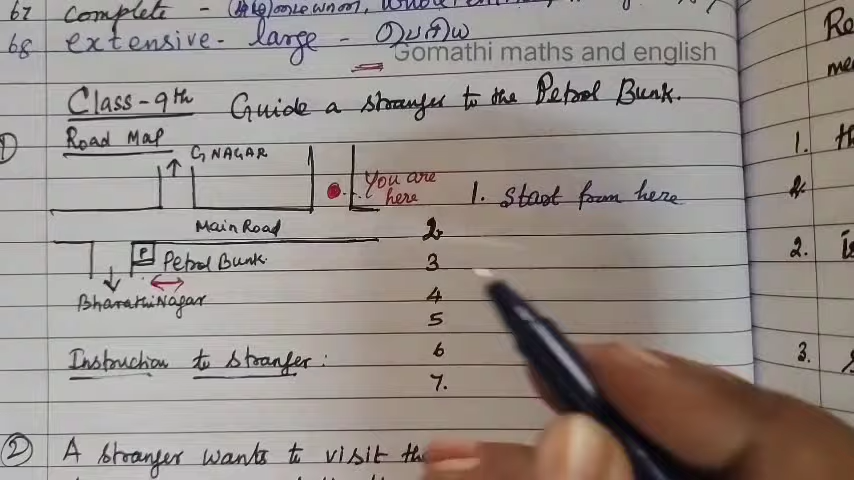 67 complete -
68 extensive - large -
Gomathi maths and english
Class-9th Guide a stranger to the Petrol Bunk.
1
Road Map
G NAGAR
You are here
1. Start from here
Main Road
2.
3
P
Petrol Bunk.
4
Bharathi Nagar
5
6
Instruction to stranger:
7.
2 A stranger wants to visit the
1.
2.
3.